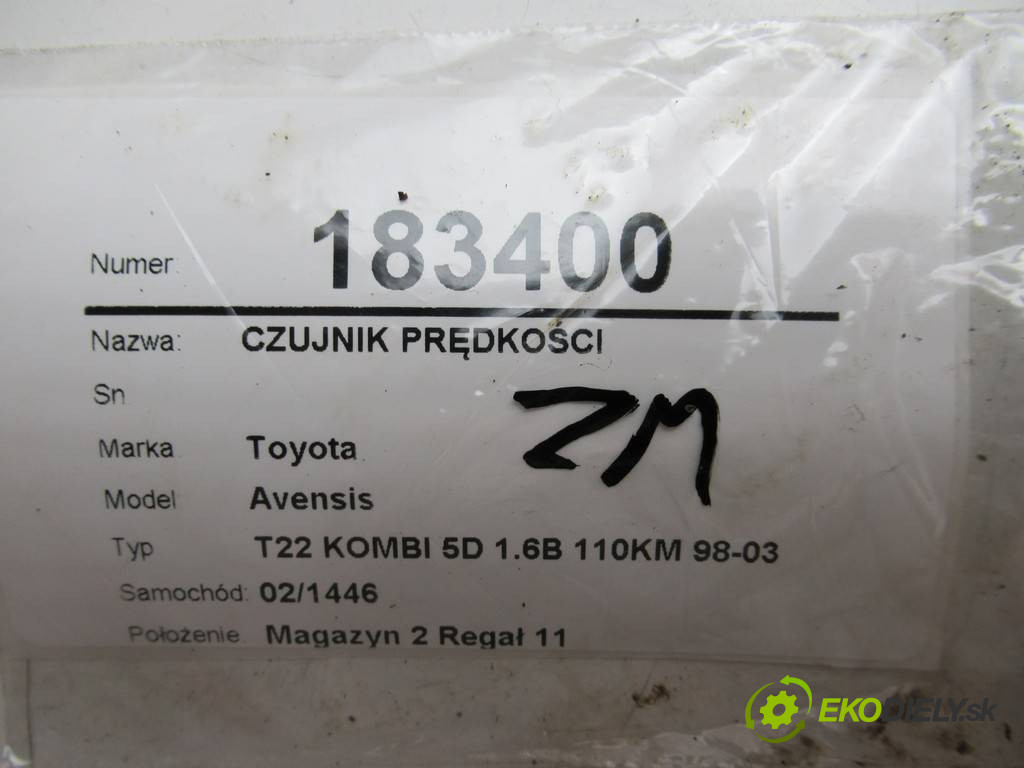 Numer: 183400
Nazwa: CZUJNIK PRĘDKOŚCI
Sn
ZM
Marka Toyota
Model Avensis
Typ T22 KOMBI 5D 1.6B 110KM 98-03
Samochód: 02/1446
Położenie Magazyn 2 Regał 11
EKODIELY.sk